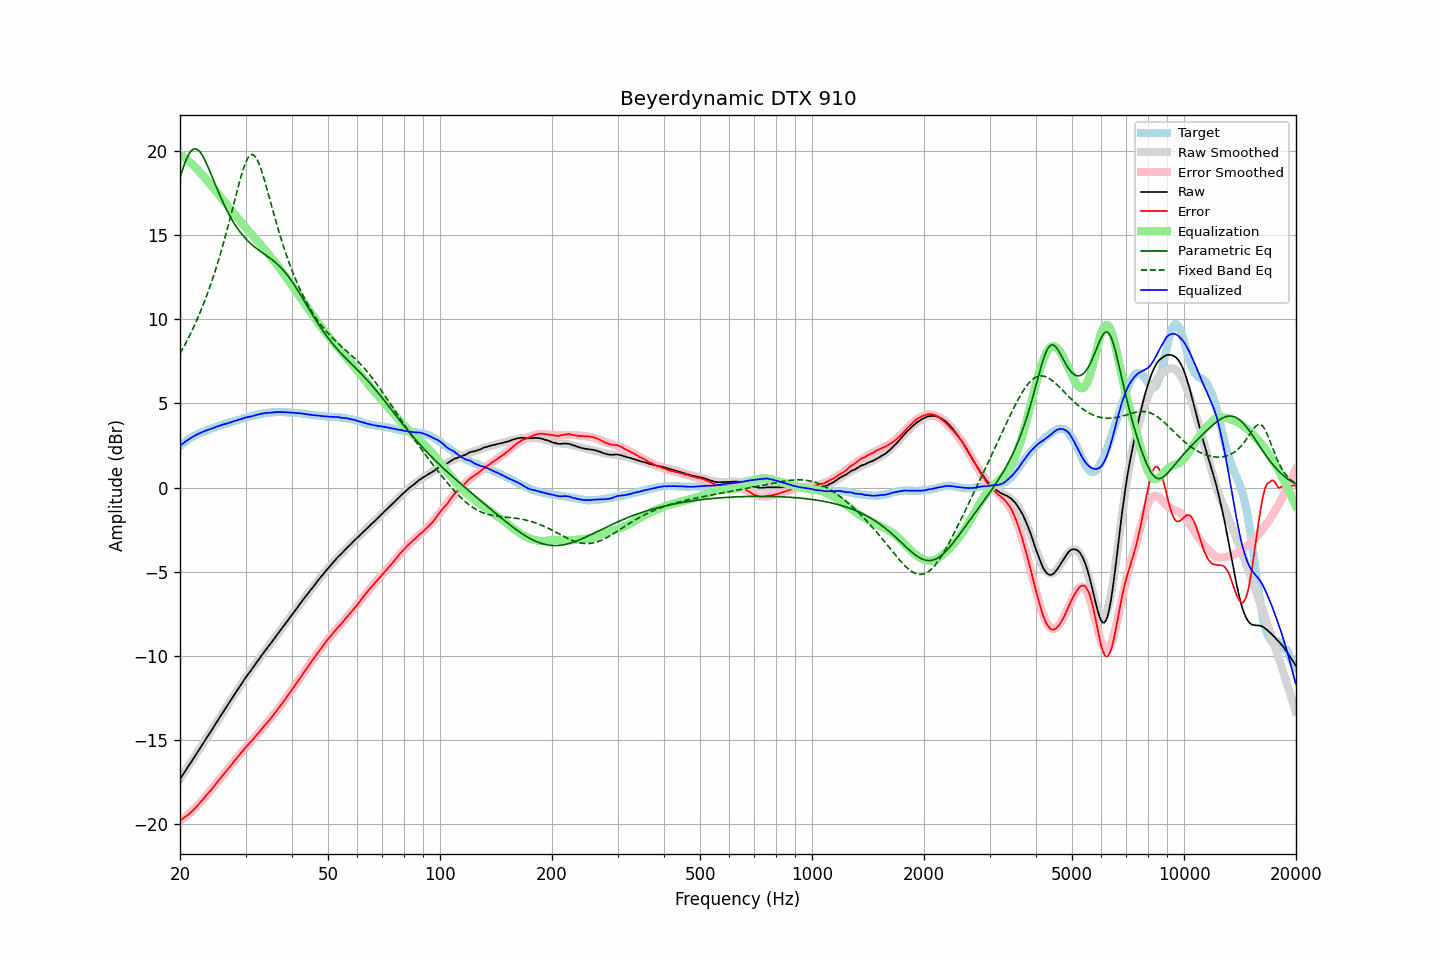 Beyerdynamic DTX 910
Target
Raw Smoothed
Error Smoothed
Raw
Error
Equalization
Parametric Eq
Fixed Band Eq
Equalized
Amplitude (dBr)
20
15
10
5
0
−5
−10
−15
−20
20 50 100 200 500 1000 2000 5000 10000 20000
Frequency (Hz)